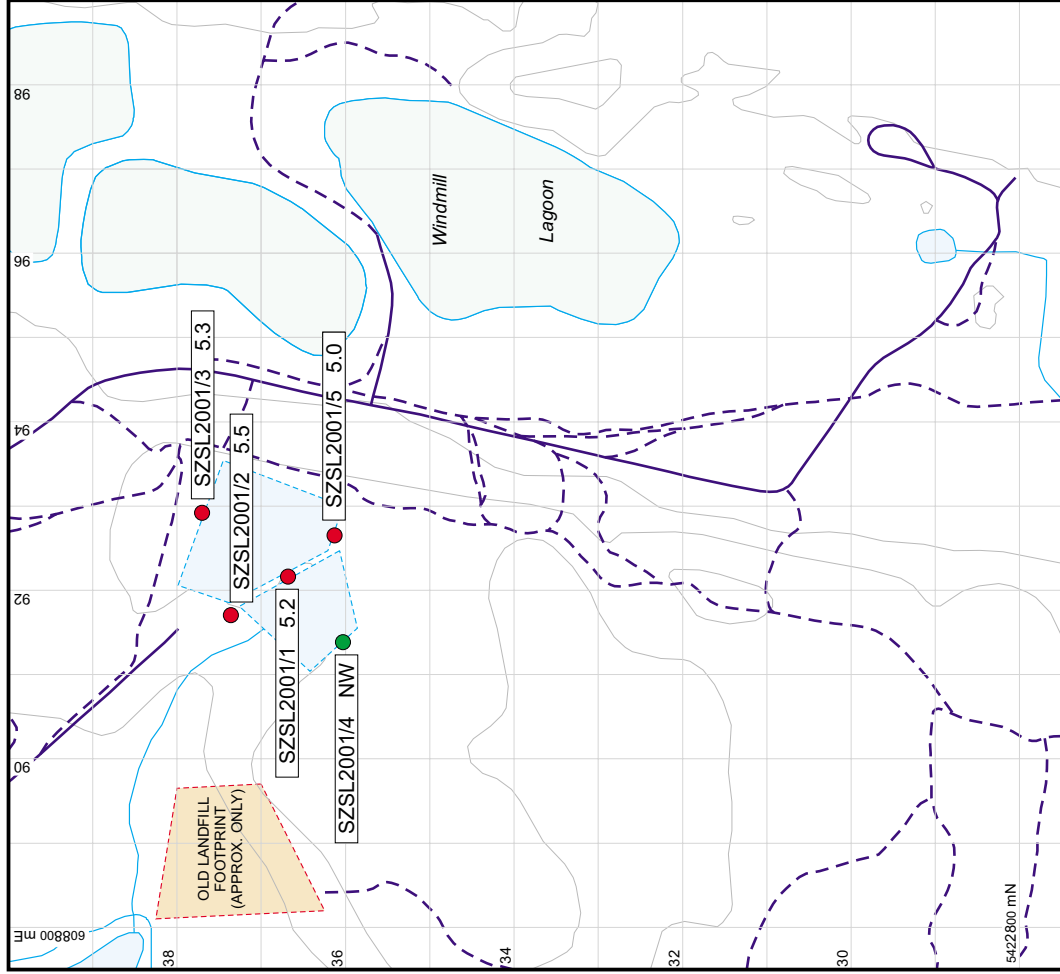 98
96
94
92
90
608800 mE
38
36
34
32
30
5422800 mN
Windmill
Lagoon
SZSL2001/3 5.3
SZSL2001/2 5.5
SZSL2001/5 5.0
SZSL2001/1 5.2
SZSL2001/4 NW
OLD LANDFILL
FOOTPRINT
(APPROX. ONLY)